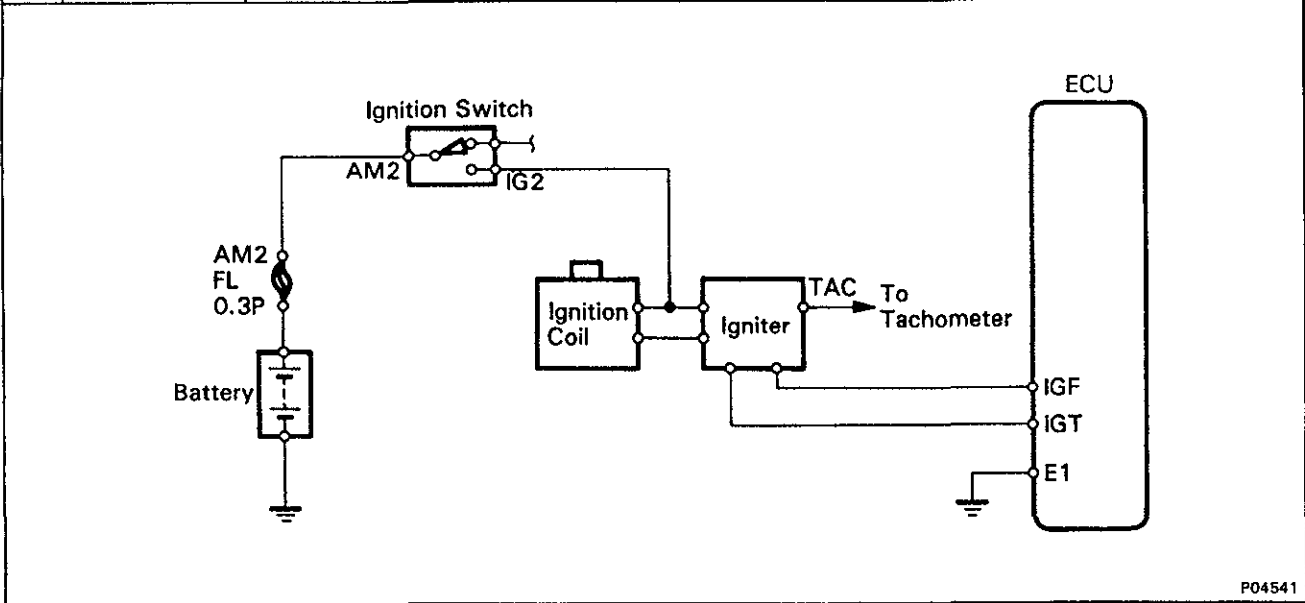 ECU
Ignition Switch
AM2
IG2
AM2
FL
0.3P
Battery
Ignition
Coil
Igniter
TAC
To
Tachometer
IGF
IGT
E1
P04541